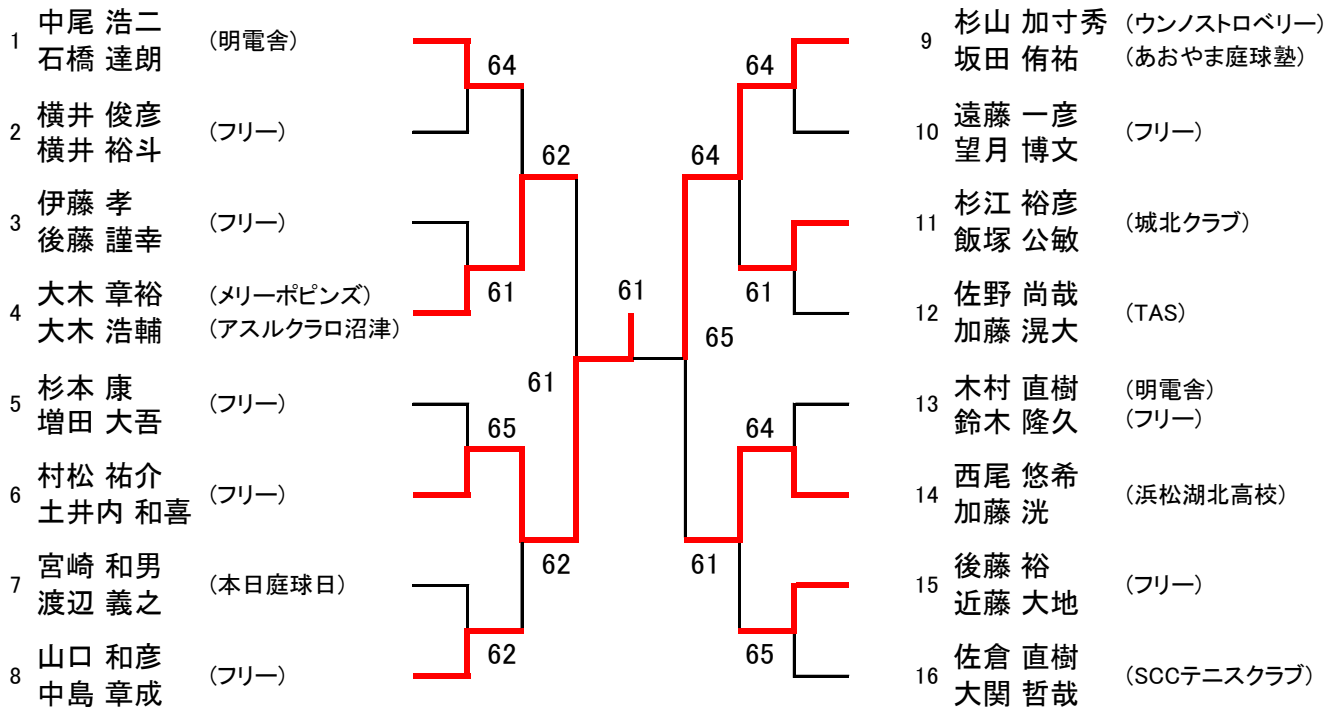 1 中尾 浩二
石橋 達朗
(明電舎)
2 横井 俊彦
横井 裕斗
(フリー)
3 伊藤 孝
後藤 謹幸
(フリー)
4 大木 章裕 (メリーポピンズ)
大木 浩輔 (アスルクラロ沼津)
5 杉本 康
増田 大吾
(フリー)
6 村松 祐介
土井内 和喜
(フリー)
7 宮崎 和男
渡辺 義之
(本日庭球日)
8 山口 和彦
中島 章成
(フリー)
64
61
65
62
62
62
61
61
65
64
61
64
61
64
65
9 杉山 加寸秀 (ウンノストロベリー)
坂田 侑祐 (あおやま庭球塾)
10 遠藤 一彦
望月 博文
(フリー)
11 杉江 裕彦
飯塚 公敏
(城北クラブ)
12 佐野 尚哉
加藤 滉大
(TAS)
13 木村 直樹 (明電舎)
鈴木 隆久 (フリー)
14 西尾 悠希
加藤 洸
(浜松湖北高校)
15 後藤 裕
近藤 大地
(フリー)
16 佐倉 直樹
大関 哲哉
(SCCテニスクラブ)